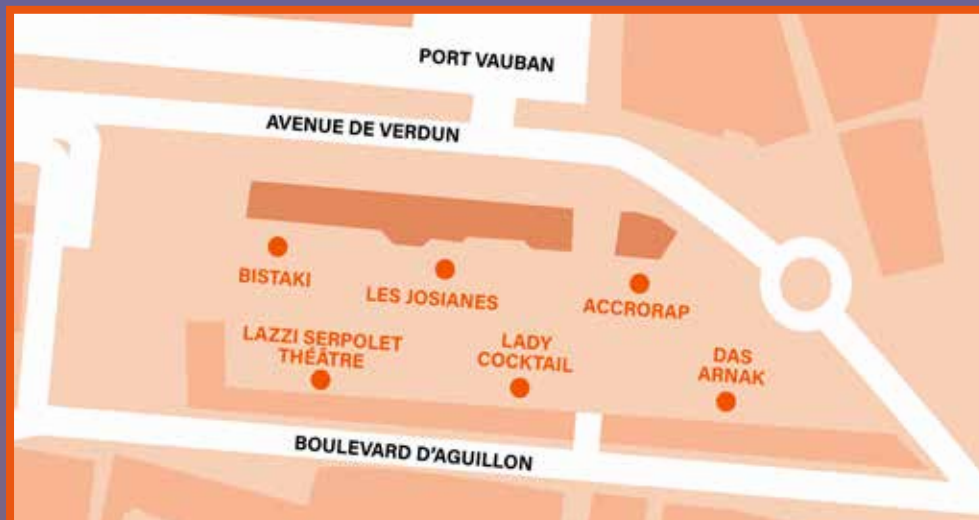 PORT VAUBAN
AVENUE DE VERDUN
BISTAKI
LES JOSIANES
ACCRORAP
LAZZI SERPOLET
THÉÂTRE
LADY
COCKTAIL
DAS
ARNAK
BOULEVARD D'AGUILLON